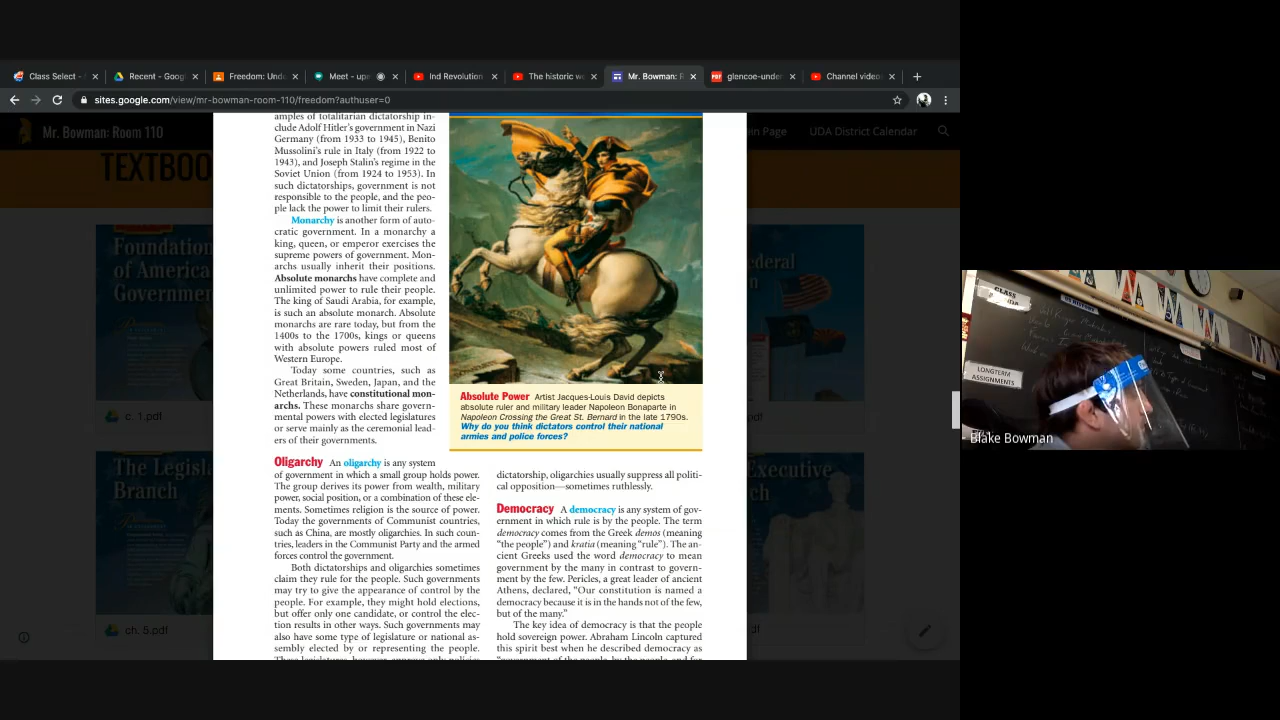 Class Select -
Recent - Googl
Freedom: Und
Meet - up
Ind Revolution
The historic w
Mr. Bowman: R
PDF
glencoe-under
Channel video
sites.google.com/view/mr-bowman-room-110/freedom?authuser=0
Mr. Bowman: Room 110
in Page
UDA District Calendar
TEXTBOO
Foundation
of America
Governmen
c. 1.pdf
The Legisla
Branch
ch. 5.pdf
ederal
xecutive
ch
df
amples of totalitarian dictatorship in-
clude Adolf Hitler's government in Nazi
Germany (from 1933 to 1945), Benito
Mussolini's rule in Italy (from 1922 to
1943), and Joseph Stalin's regime in the
Soviet Union (from 1924 to 1953). In
such dictatorships, government is not
responsible to the people, and the peo-
ple lack the power to limit their rulers.
Monarchy is another form of auto-
cratic government. In a monarchy a
king, queen, or emperor exercises the
supreme powers of government. Mon-
archs usually inherit their positions.
Absolute monarchs have complete and
unlimited power to rule their people.
The king of Saudi Arabia, for example,
is such an absolute monarch. Absolute
monarchs are rare today, but from the
1400s to the 1700s, kings or queens
with absolute powers ruled most of
Western Europe.
Today some countries, such as
Great Britain, Sweden, Japan, and the
Netherlands, have constitutional mon-
archs. These monarchs share govern-
mental powers with elected legislatures
or serve mainly as the ceremonial lead-
ers of their governments.
Absolute Power Artist Jacques-Louis David depicts
absolute ruler and military leader Napoleon Bonaparte in
Napoleon Crossing the Great St. Bernard in the late 1790s.
Why do you think dictators control their national
armies and police forces?
Oligarchy An oligarchy is any system
of government in which a small group holds power.
The group derives its power from wealth, military
power, social position, or a combination of these ele-
ments. Sometimes religion is the source of power.
Today the governments of Communist countries,
such as China, are mostly oligarchies. In such coun-
tries, leaders in the Communist Party and the armed
forces control the government.
Both dictatorships and oligarchies sometimes
claim they rule for the people. Such governments
may try to give the appearance of control by the
people. For example, they might hold elections,
but offer only one candidate, or control the elec-
tion results in other ways. Such governments may
also have some type of legislature or national as-
sembly elected by or representing the people.
These legislatures, however, approve only policies
dictatorship, oligarchies usually suppress all politi-
cal opposition—sometimes ruthlessly.
Democracy A democracy is any system of gov-
ernment in which rule is by the people. The term
democracy comes from the Greek demos (meaning
"the people") and kratia (meaning "rule"). The an-
cient Greeks used the word democracy to mean
government by the many in contrast to govern-
ment by the few. Pericles, a great leader of ancient
Athens, declared, "Our constitution is named a
democracy because it is in the hands not of the few,
but of the many."
The key idea of democracy is that the people
hold sovereign power. Abraham Lincoln captured
this spirit best when he described democracy as
"government of the people, by the people, and for
CLASS
US HISTORY
LONGTERM
ASSIGNMENTS
Blake Bowman